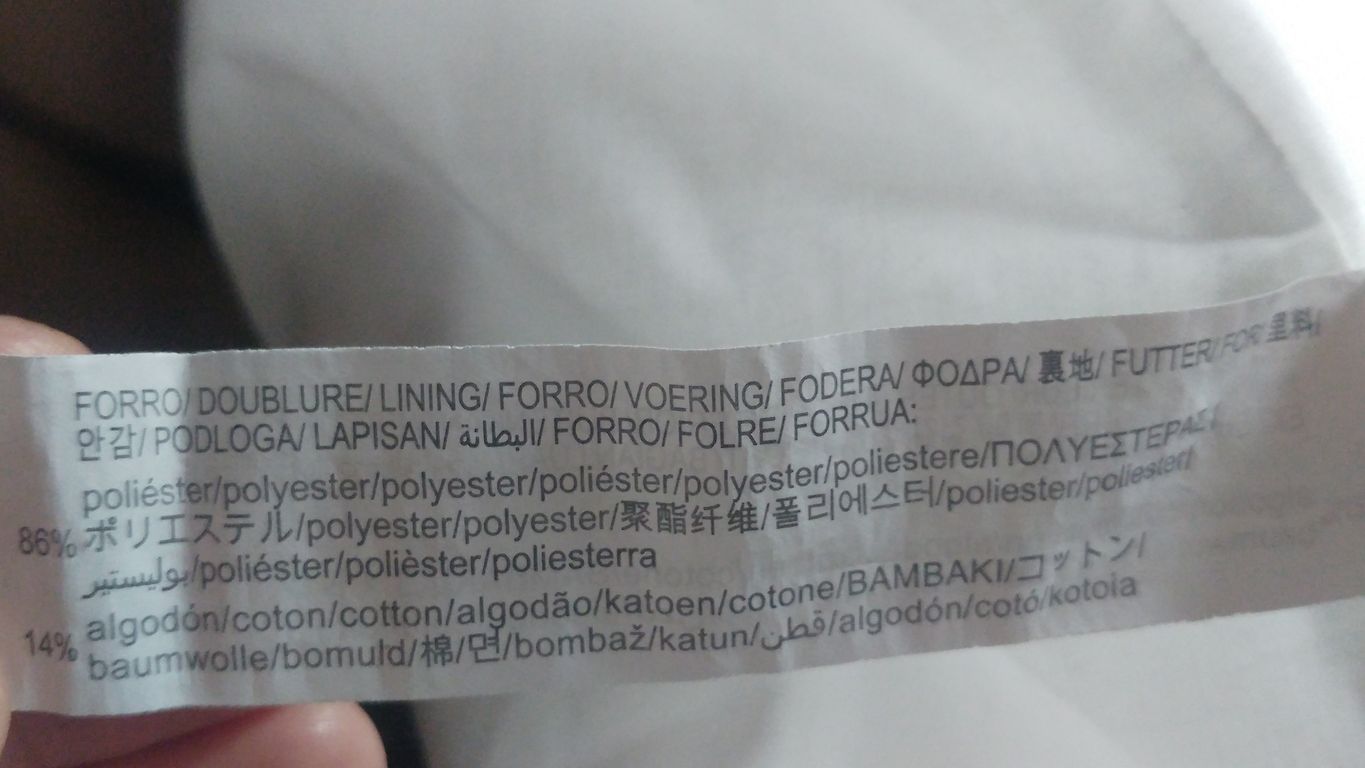 FORRO/ DOUBLURE/ LINING/ FORRO/ VOERING/ FODERA/ ΦΟΔΡΑ/ 裏地/ FUTTER/ FOR/ 里料/
안감/ PODLOGA/ LAPISAN/ البطانة/ FORRO/ FOLRE/ FORRUA:
poliéster/polyester/polyester/poliéster/polyester/poliestere/ΠΟΛΥΕΣΤΕΡΑΣ/
86% ポリエステル/polyester/polyester/聚酯纤维/폴리에스터/poliester/poliester/
بوليستير/poliéster/polièster/poliesterra
algodón/coton/cotton/algodão/katoen/cotone/BAMBAKI/コットン/
14% baumwolle/bomuld/棉/면/bombaž/katun/قطن/algodón/cotó/kotoia